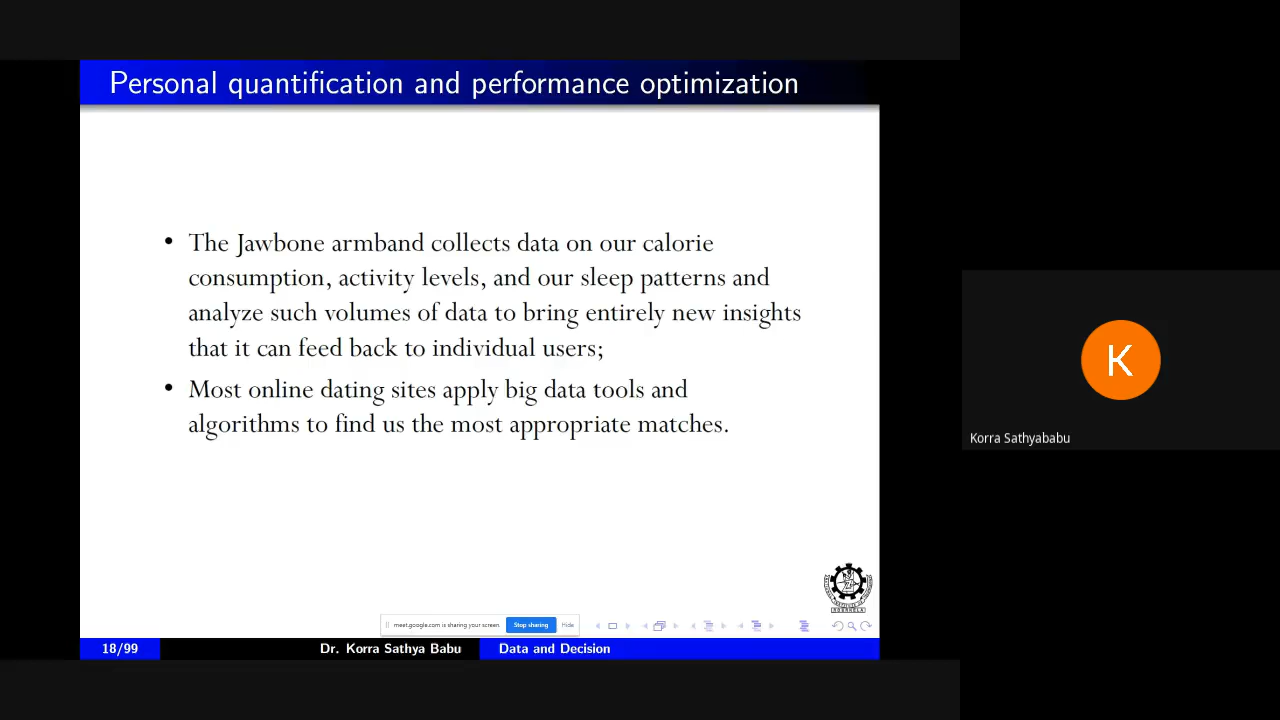 Personal quantification and performance optimization
• The Jawbone armband collects data on our calorie
consumption, activity levels, and our sleep patterns and
analyze such volumes of data to bring entirely new insights
that it can feed back to individual users;
• Most online dating sites apply big data tools and
algorithms to find us the most appropriate matches.
K
Korra Sathyababu
meet.google.com is sharing your screen. Stop sharing Hide
18/99 Dr. Korra Sathya Babu Data and Decision